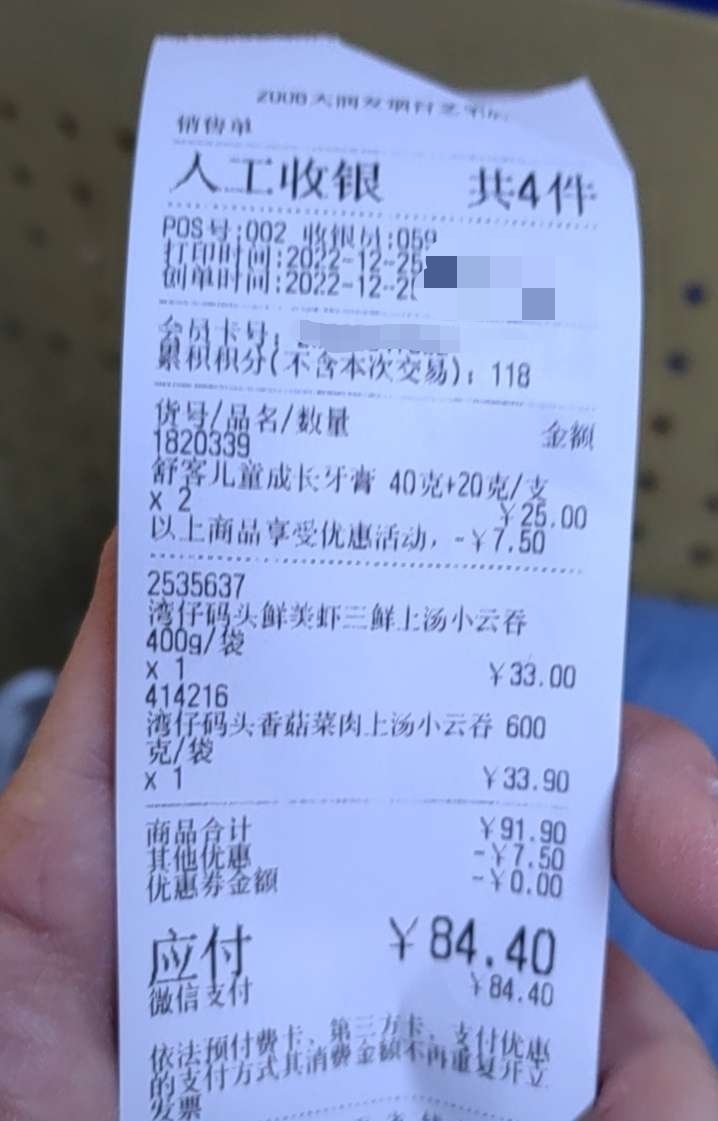 销售单
人工收银 共4件
POS号:002 收银员:059
打印时间:2022-12-25
创单时间:2022-12-2
会员卡号:
累积积分(不含本次交易): 118
货号/品名/数量 金额
1820339
舒客儿童成长牙膏 40克+20克/支
x 2 ¥25.00
以上商品享受优惠活动, -¥7.50
2535637
湾仔码头鲜美虾三鲜上汤小云吞
400g/袋
x 1 ¥33.00
414216
湾仔码头香菇菜肉上汤小云吞 600
克/袋
x 1 ¥33.90
商品合计 ¥91.90
其他优惠 -¥7.50
优惠券金额 -¥0.00
应付 ¥84.40
微信支付 ¥84.40
依法预付费卡、第三方卡、支付优惠
的支付方式其消费金额不再重复开立
发票